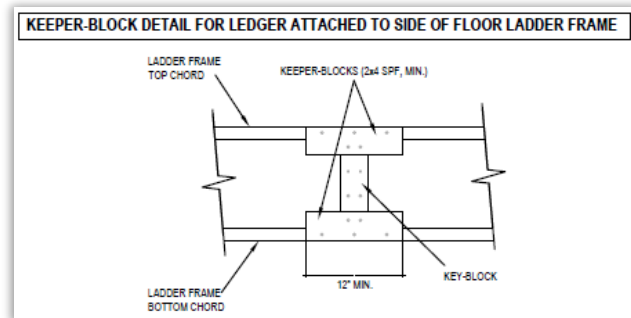 KEEPER-BLOCK DETAIL FOR LEDGER ATTACHED TO SIDE OF FLOOR LADDER FRAME
LADDER FRAME
TOP CHORD
KEEPER-BLOCKS (2x4 SPF, MIN.)
KEY-BLOCK
12" MIN.
LADDER FRAME
BOTTOM CHORD